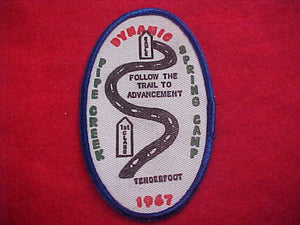 DYNAMIC
PIPE CREEK
SPRING CAMP
FOLLOW THE
TRAIL TO
ADVANCEMENT
1st
CLASS
TENDERFOOT
1967